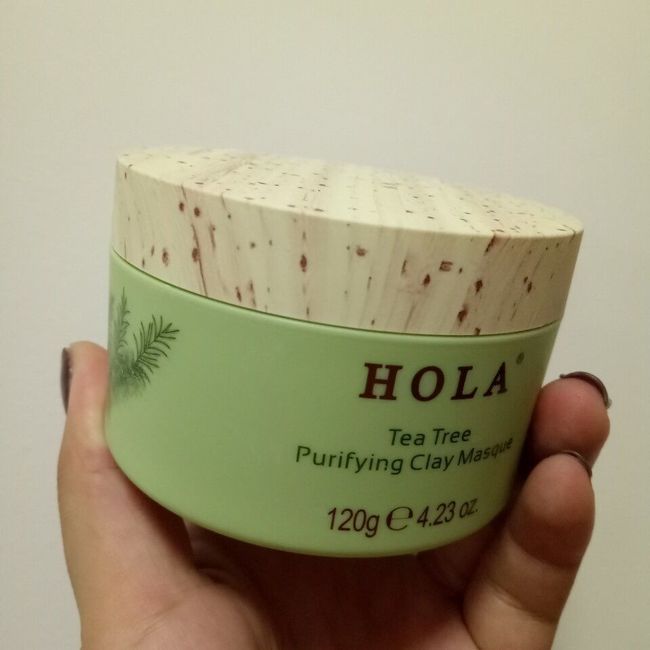 HOLA®
Tea Tree
Purifying Clay Masque
120g ℮ 4.23 oz.